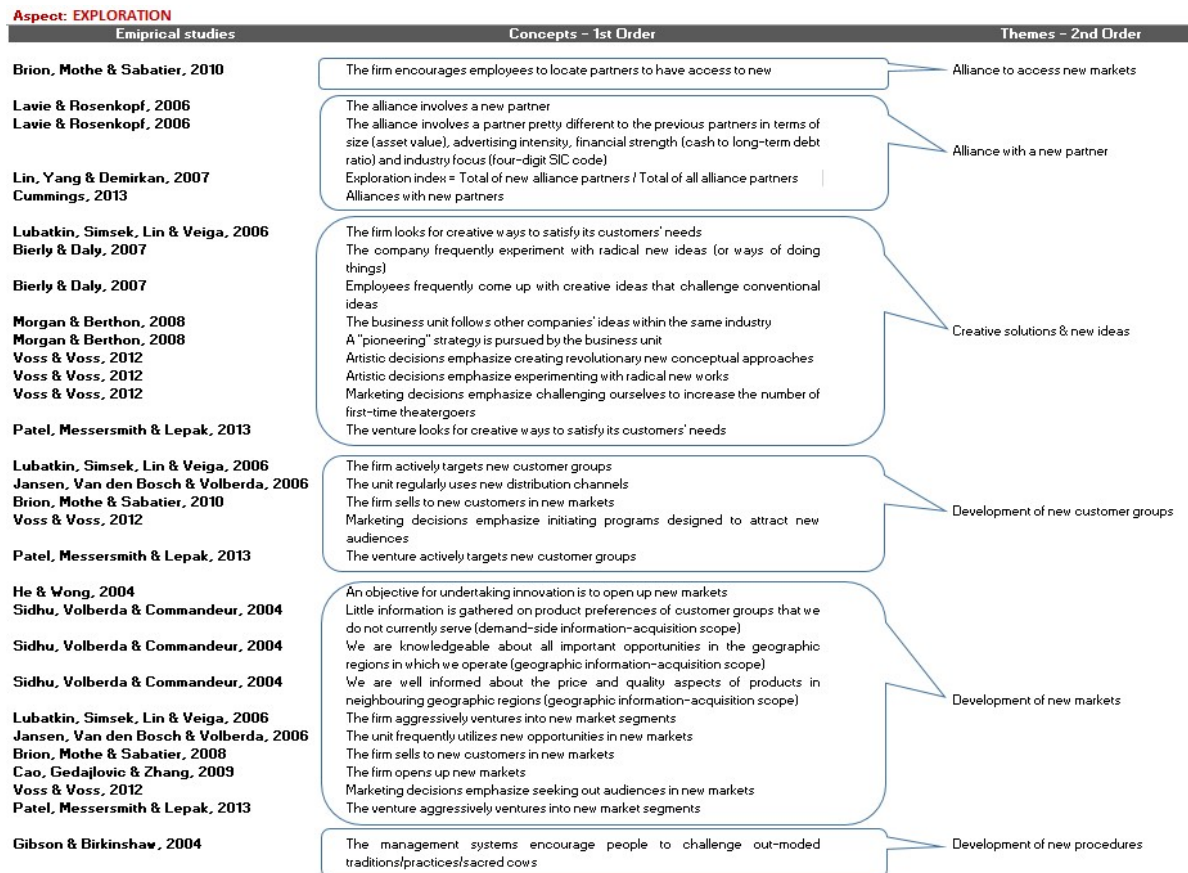 Aspect: EXPLORATION
Emiprical studies Concepts – 1st Order Themes – 2nd Order
Brion, Mothe & Sabatier, 2010 The firm encourages employees to locate partners to have access to new Alliance to access new markets
Lavie & Rosenkopf, 2006 The alliance involves a new partner
Lavie & Rosenkopf, 2006 The alliance involves a partner pretty different to the previous partners in terms of
size (asset value), advertising intensity, financial strength (cash to long-term debt
Alliance with a new partner
ratio) and industry focus (four-digit SIC code)
Lin, Yang & Demirkan, 2007 Exploration index = Total of new alliance partners / Total of all alliance partners
Cummings, 2013 Alliances with new partners
Lubatkin, Simsek, Lin & Veiga, 2006 The firm looks for creative ways to satisfy its customers' needs
Bierly & Daly, 2007 The company frequently experiment with radical new ideas (or ways of doing
things)
Bierly & Daly, 2007 Employees frequently come up with creative ideas that challenge conventional
ideas
Morgan & Berthon, 2008 The business unit follows other companies' ideas within the same industry
Creative solutions & new ideas
Morgan & Berthon, 2008 A "pioneering" strategy is pursued by the business unit
Voss & Voss, 2012 Artistic decisions emphasize creating revolutionary new conceptual approaches
Voss & Voss, 2012 Artistic decisions emphasize experimenting with radical new works
Voss & Voss, 2012 Marketing decisions emphasize challenging ourselves to increase the number of
first-time theatergoers
Patel, Messersmith & Lepak, 2013 The venture looks for creative ways to satisfy its customers' needs
Lubatkin, Simsek, Lin & Veiga, 2006 The firm actively targets new customer groups
Jansen, Van den Bosch & Volberda, 2006 The unit regularly uses new distribution channels
Brion, Mothe & Sabatier, 2010 The firm sells to new customers in new markets
Development of new customer groups
Voss & Voss, 2012 Marketing decisions emphasize initiating programs designed to attract new
audiences
Patel, Messersmith & Lepak, 2013 The venture actively targets new customer groups
He & Wong, 2004 An objective for undertaking innovation is to open up new markets
Sidhu, Volberda & Commandeur, 2004 Little information is gathered on product preferences of customer groups that we
do not currently serve (demand-side information-acquisition scope)
Sidhu, Volberda & Commandeur, 2004 We are knowledgeable about all important opportunities in the geographic
regions in which we operate (geographic information-acquisition scope)
Sidhu, Volberda & Commandeur, 2004 We are well informed about the price and quality aspects of products in
neighbouring geographic regions (geographic information-acquisition scope)
Development of new markets
Lubatkin, Simsek, Lin & Veiga, 2006 The firm aggressively ventures into new market segments
Jansen, Van den Bosch & Volberda, 2006 The unit frequently utilizes new opportunities in new markets
Brion, Mothe & Sabatier, 2008 The firm sells to new customers in new markets
Cao, Gedajlovic & Zhang, 2009 The firm opens up new markets
Voss & Voss, 2012 Marketing decisions emphasize seeking out audiences in new markets
Patel, Messersmith & Lepak, 2013 The venture aggressively ventures into new market segments
Gibson & Birkinshaw, 2004 The management systems encourage people to challenge out-moded Development of new procedures
traditions/practices/sacred cows